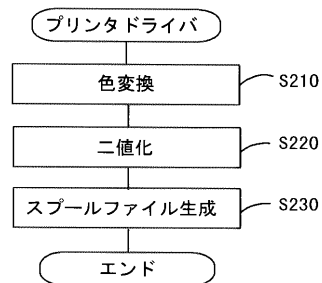 プリンタドライバ
色変換
S210
二値化
S220
スプールファイル生成
S230
エンド